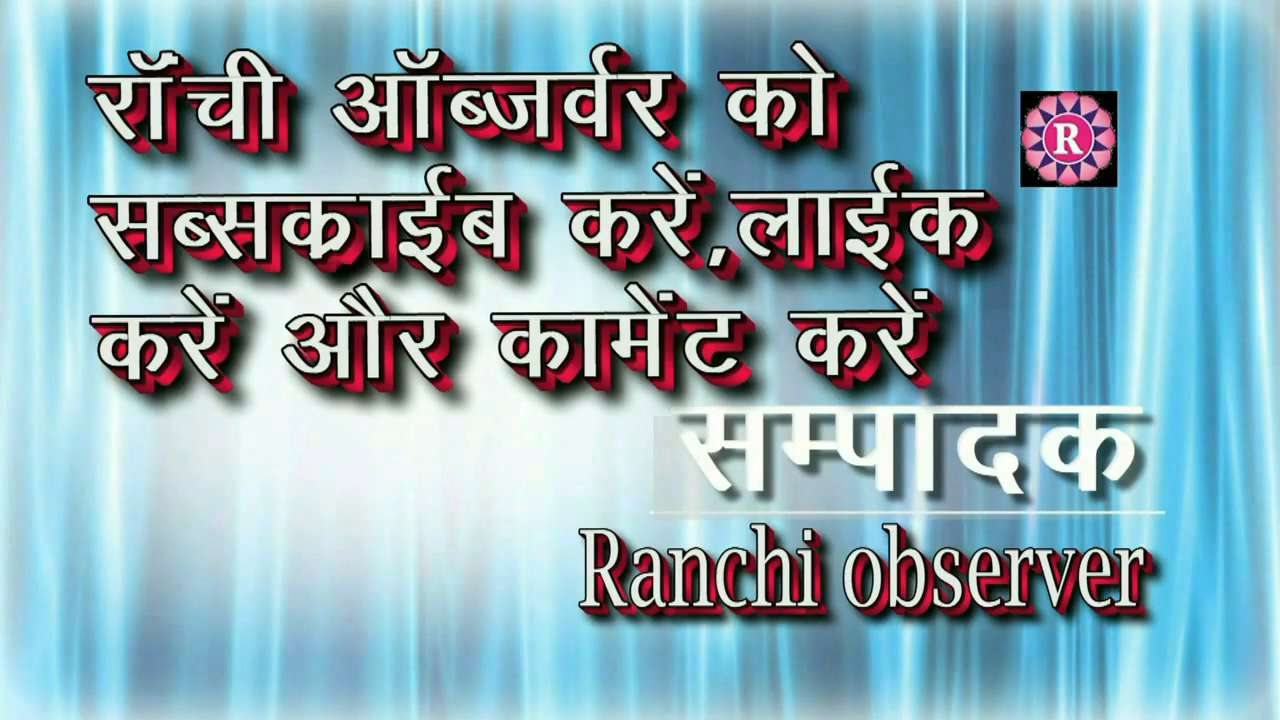 रॉची ऑब्जर्वर को
सब्सक्राईब करें,लाईक
करें और कामेंट करें
सम्पादक
Ranchi observer
R